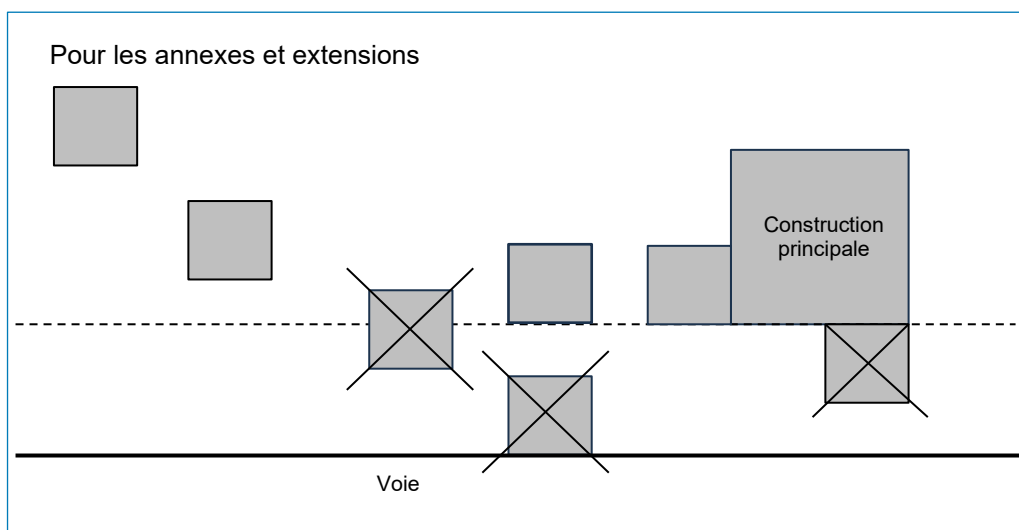 Pour les annexes et extensions
Construction
principale
Voie